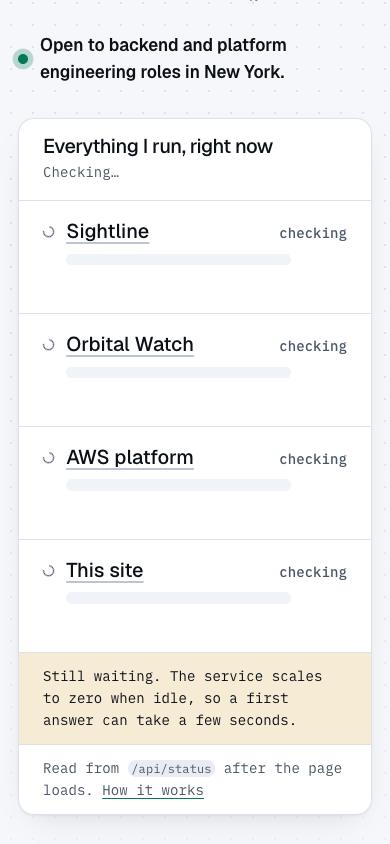 Open to backend and platform
engineering roles in New York.
Everything I run, right now
Checking…
Sightline
checking
Orbital Watch
checking
AWS platform
checking
This site
checking
Still waiting. The service scales
to zero when idle, so a first
answer can take a few seconds.
Read from /api/status after the page
loads. How it works